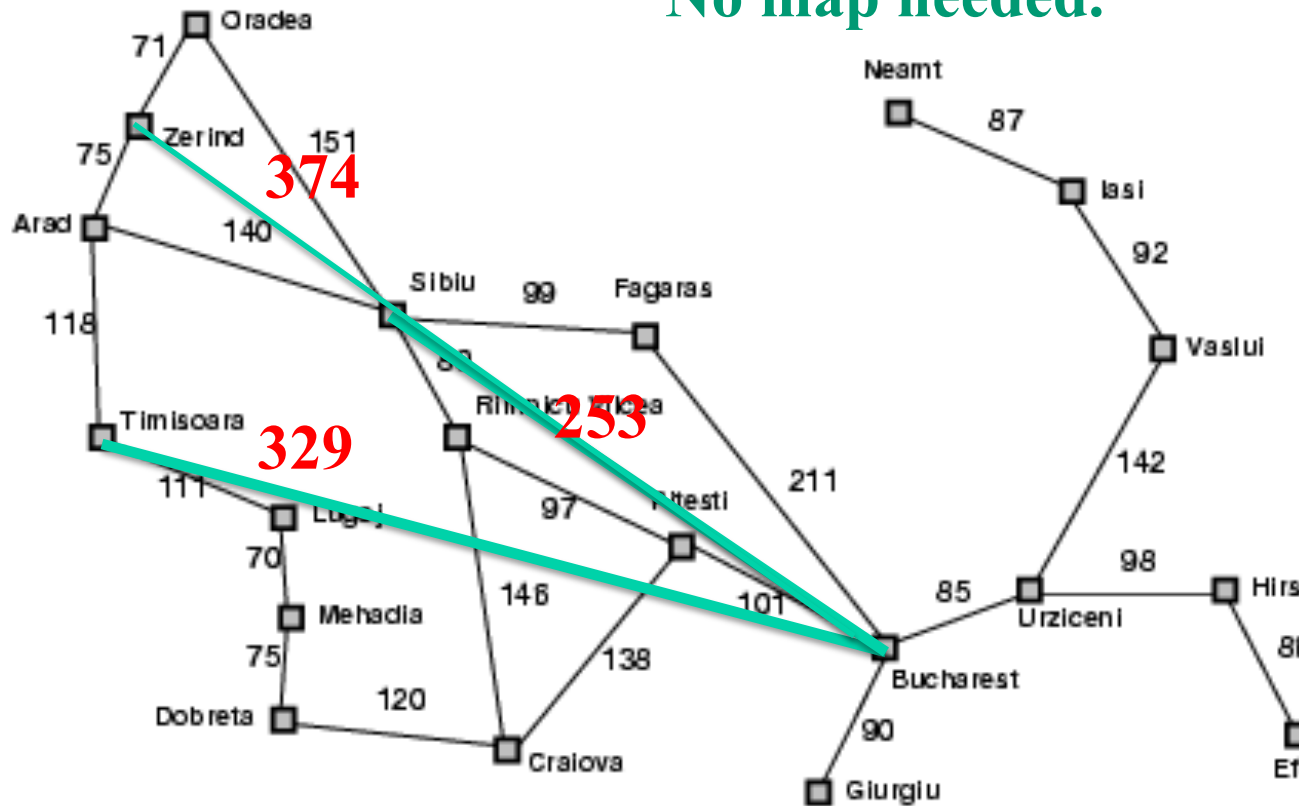 No map needed.
Oradea
71
Neamt
87
Zerind
151
75
374
Iasi
Arad
140
92
Sibiu
99
Fagaras
118
Vaslui
Timisoara
253
329
142
211
111
97
Lugoj
70
98
146
101
85
Hirs
Urziceni
Mehadia
75
138
Bucharest
120
Dobreta
90
Craiova
Giurgiu
Ef